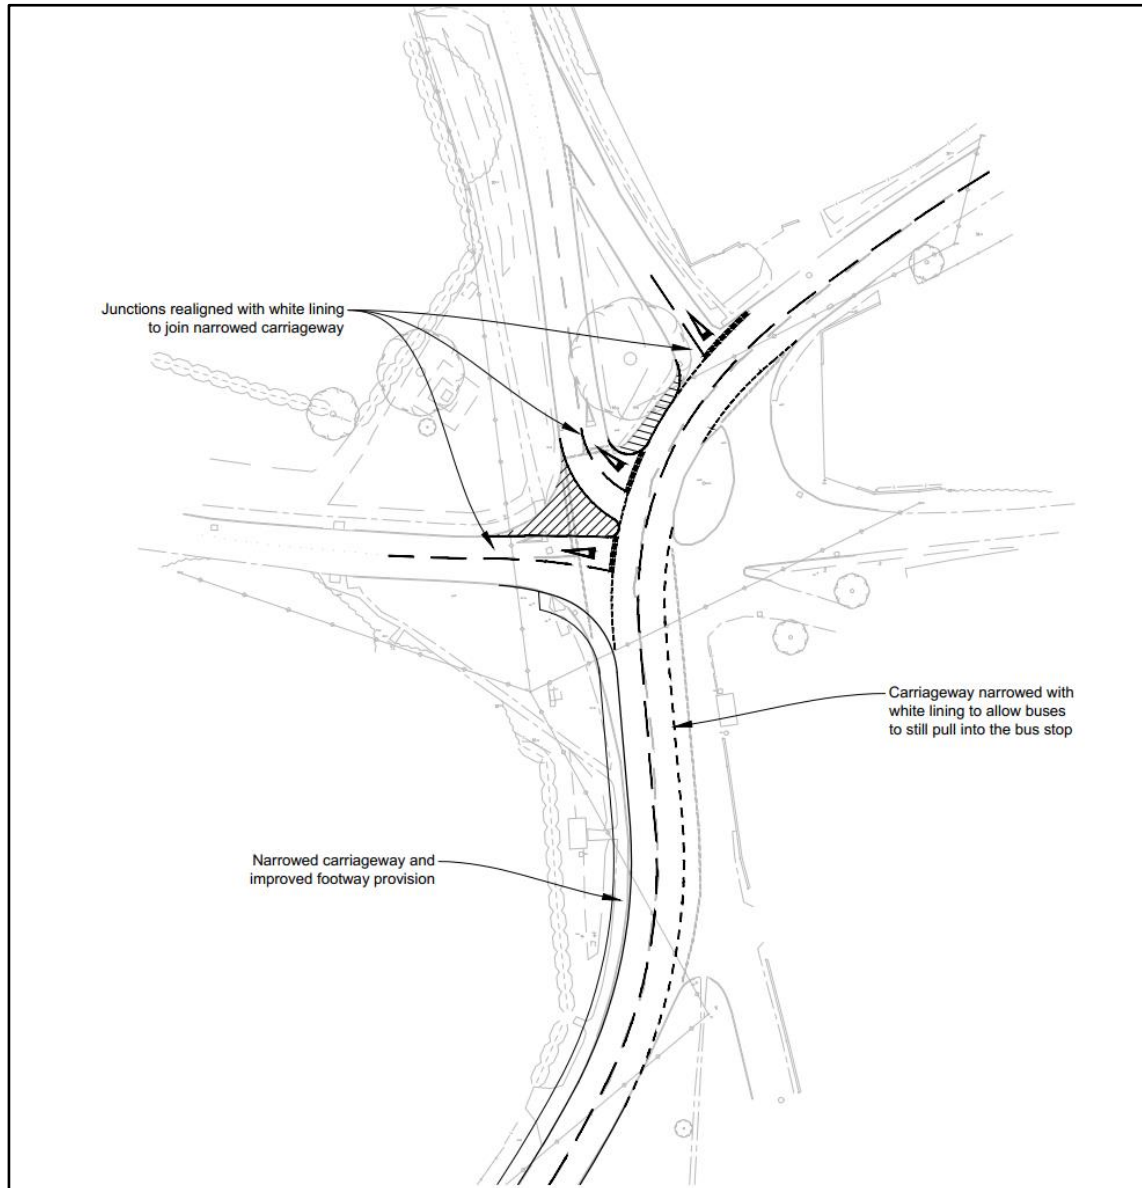 Junctions realigned with white lining
to join narrowed carriageway
Carriageway narrowed with
white lining to allow buses
to still pull into the bus stop
Narrowed carriageway and
improved footway provision